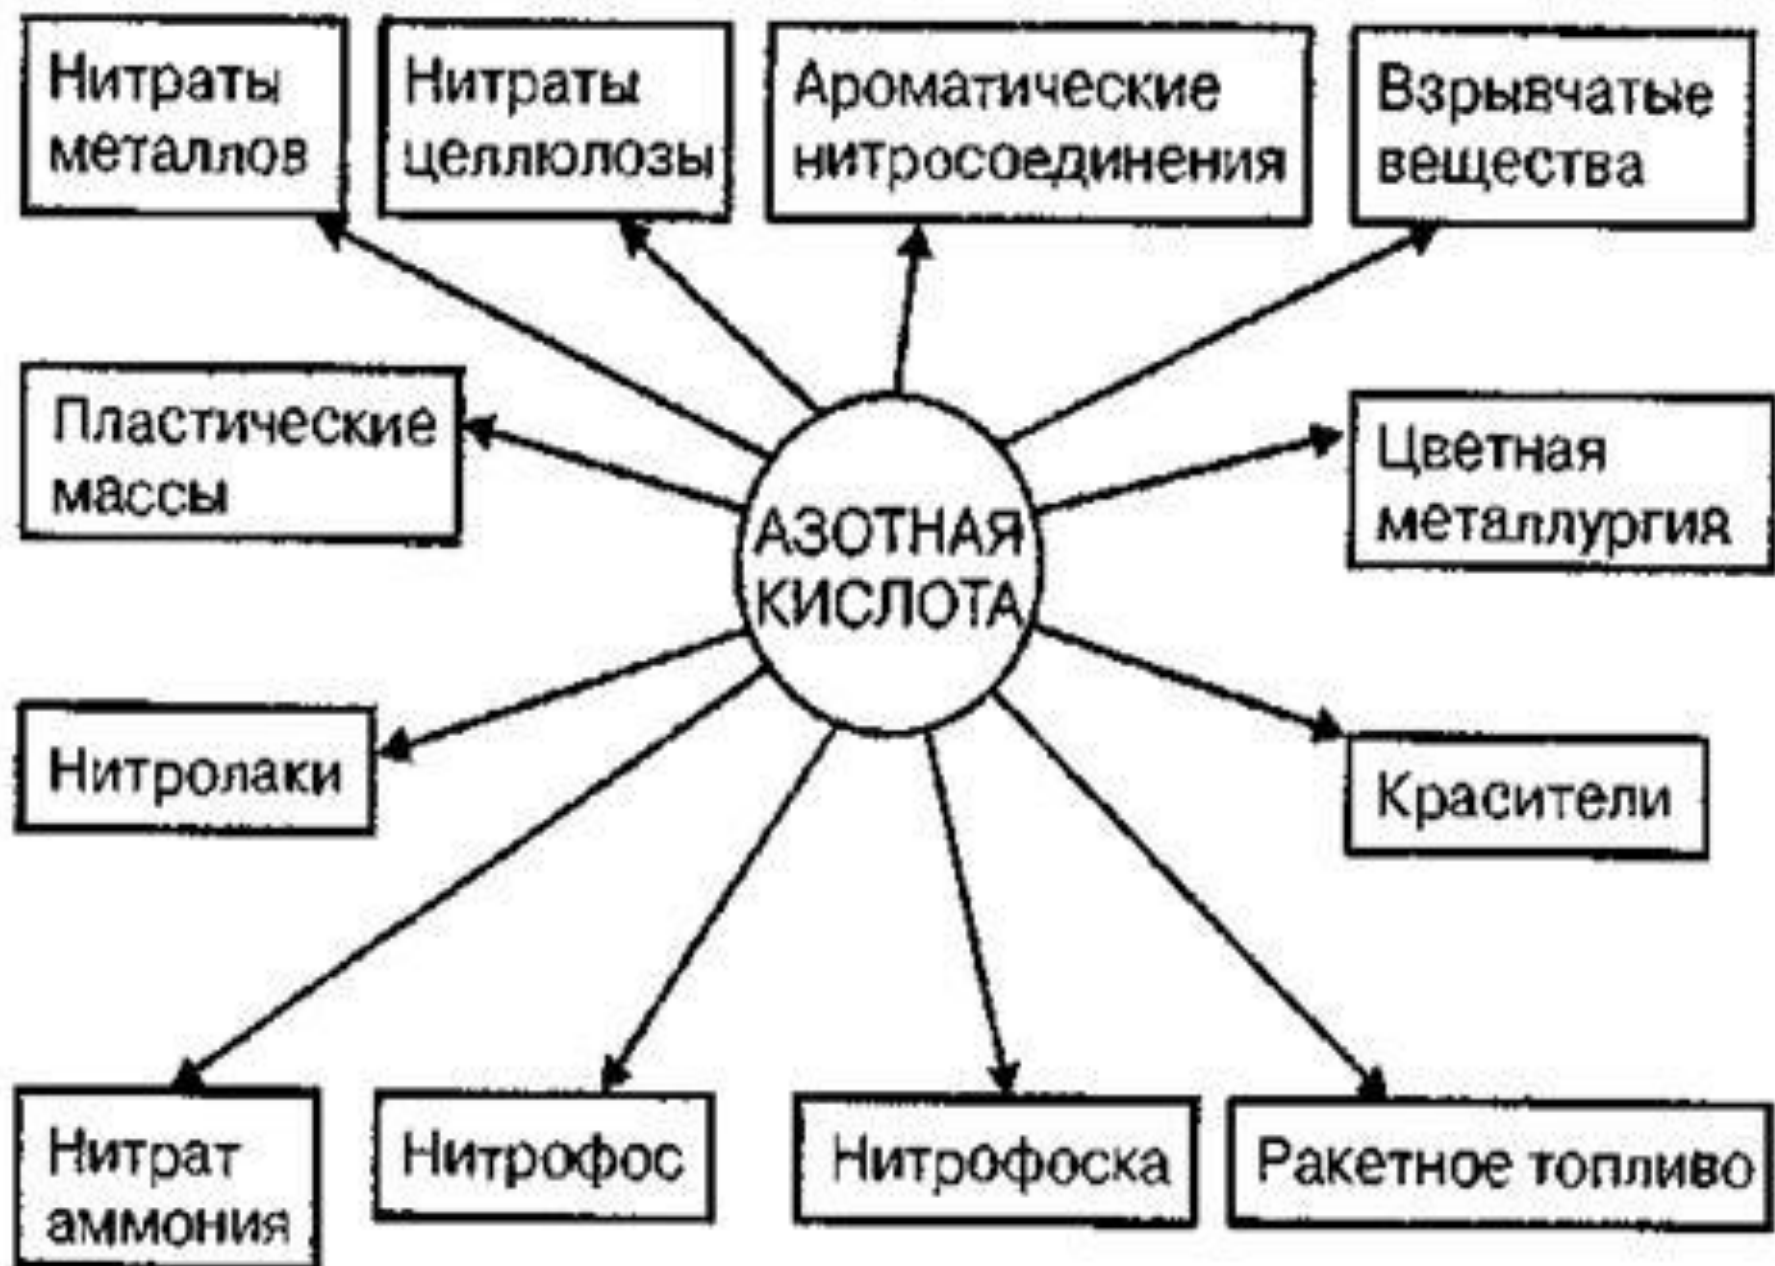 Нитраты
металлов
Нитраты
целлюлозы
Ароматические
нитросоединения
Взрывчатые
вещества
Пластические
массы
АЗОТНАЯ
КИСЛОТА
Цветная
металлургия
Нитролаки
Красители
Нитрат
аммония
Нитрофос
Нитрофоска
Ракетное топливо